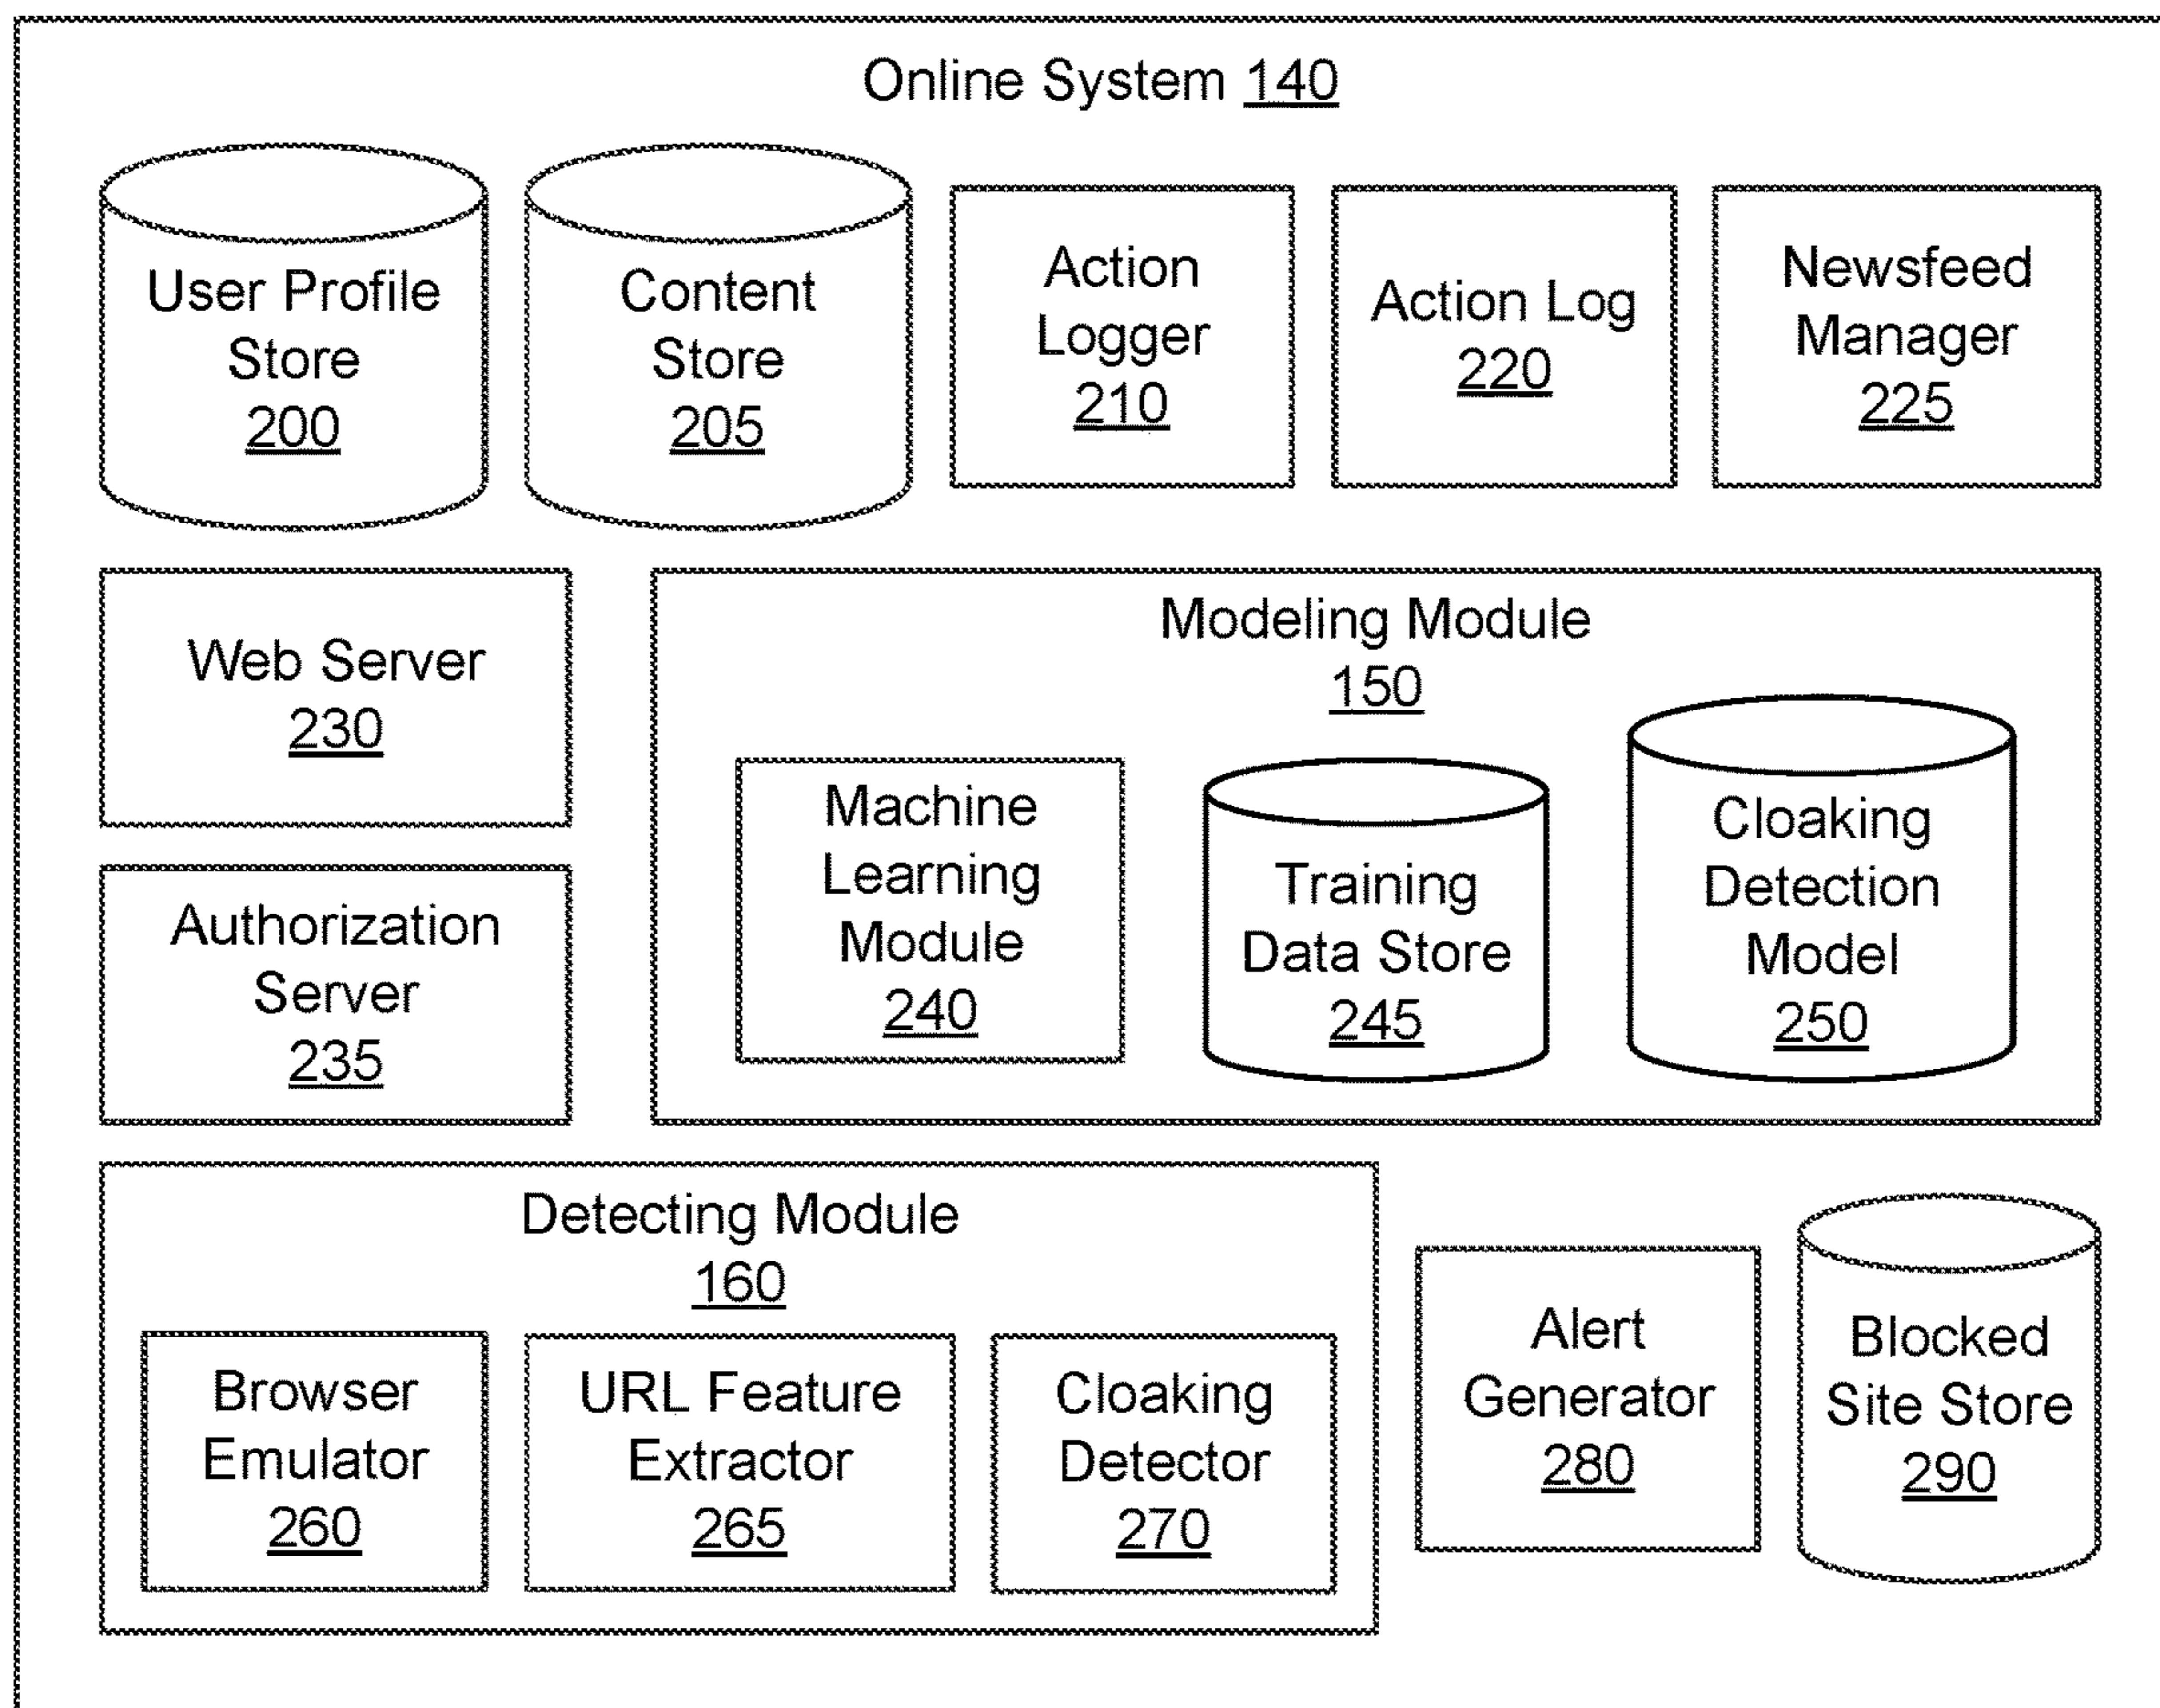 Online System 140
User Profile
Store
200
Content
Store
205
Action
Logger
210
Action Log
220
Newsfeed
Manager
225
Web Server
230
Authorization
Server
235
Modeling Module
150
Machine
Learning
Module
240
Training
Data Store
245
Cloaking
Detection
Model
250
Detecting Module
160
Browser
Emulator
260
URL Feature
Extractor
265
Cloaking
Detector
270
Alert
Generator
280
Blocked
Site Store
290